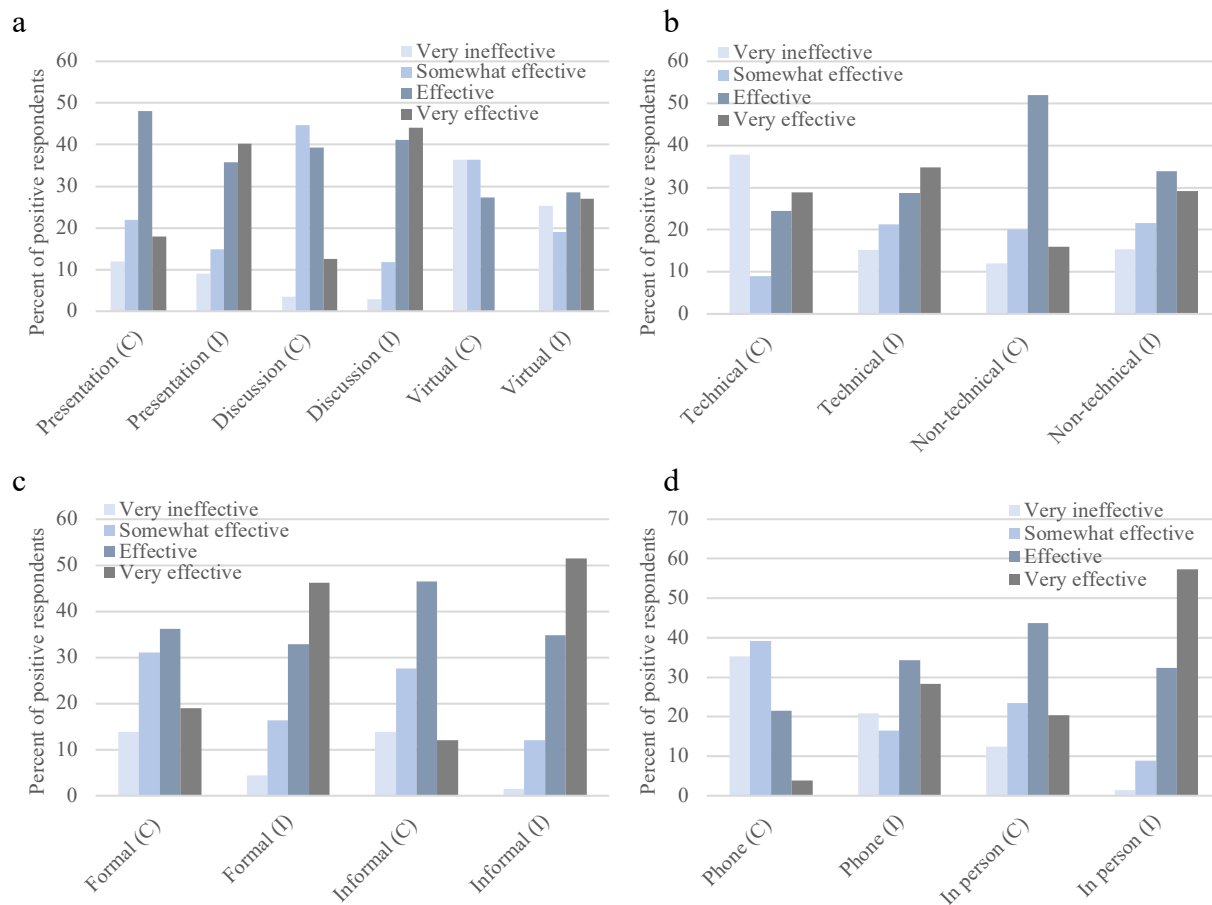 a
Percent of positive respondents
60
50
40
30
20
10
0
Very ineffective
Somewhat effective
Effective
Very effective
Presentation (C)
Presentation (I)
Discussion (C)
Discussion (I)
Virtual (C)
Virtual (I)
b
Percent of positive respondents
60
50
40
30
20
10
0
Very ineffective
Somewhat effective
Effective
Very effective
Technical (C)
Technical (I)
Non-technical (C)
Non-technical (I)
c
Percent of positive respondents
60
50
40
30
20
10
0
Very ineffective
Somewhat effective
Effective
Very effective
Formal (C)
Formal (I)
Informal (C)
Informal (I)
d
Percent of positive respondents
70
60
50
40
30
20
10
0
Very ineffective
Somewhat effective
Effective
Very effective
Phone (C)
Phone (I)
In person (C)
In person (I)